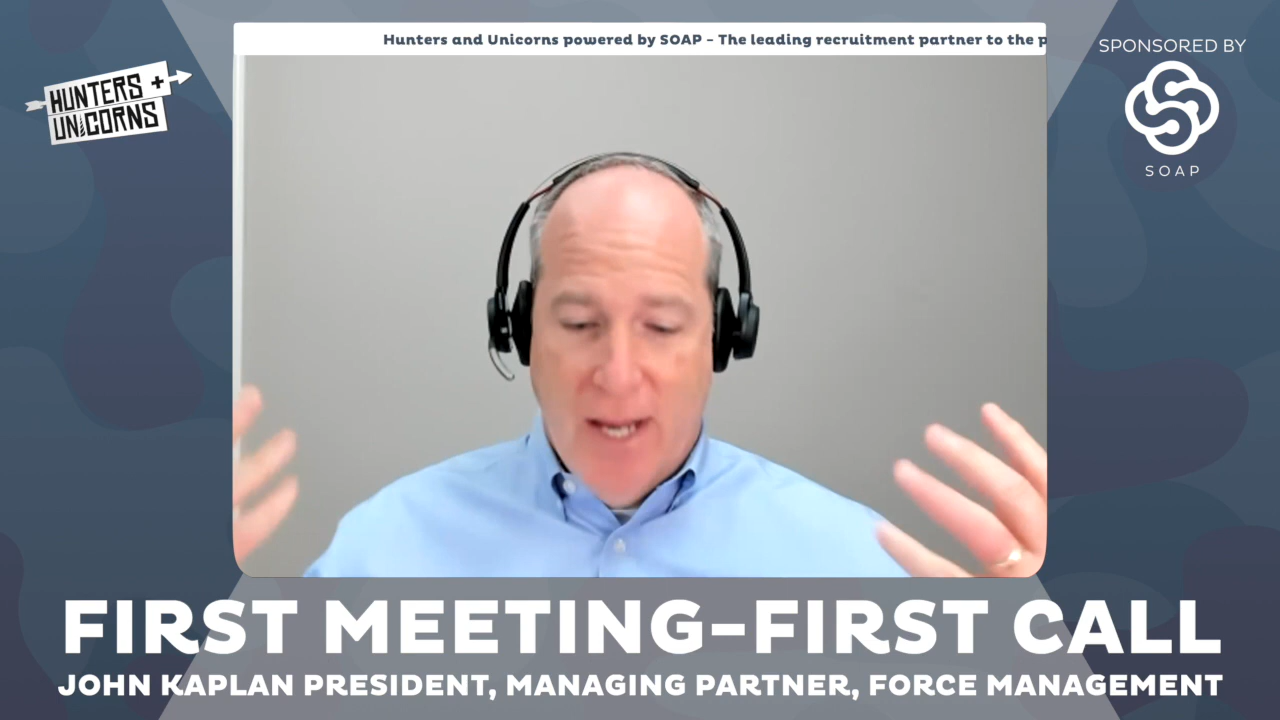 Hunters and Unicorns powered by SOAP - The leading recruitment partner to the p
HUNTERS +
UNICORNS
SPONSORED BY
SOAP
FIRST MEETING-FIRST CALL
JOHN KAPLAN PRESIDENT, MANAGING PARTNER, FORCE MANAGEMENT